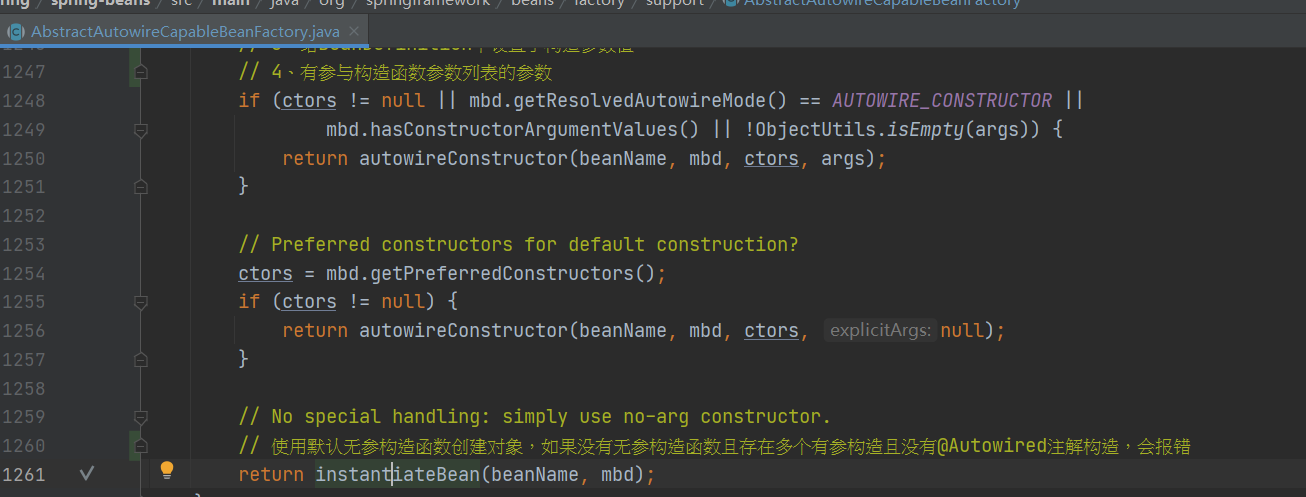 ring / spring-beans / src / main / java / org / springframework / beans / factory / support / AbstractAutowireCapableBeanFactory
AbstractAutowireCapableBeanFactory.java
1247 // 4、有参与构造函数参数列表的参数
1248 if (ctors != null || mbd.getResolvedAutowireMode() == AUTOWIRE_CONSTRUCTOR ||
1249 mbd.hasConstructorArgumentValues() || !ObjectUtils.isEmpty(args)) {
1250 return autowireConstructor(beanName, mbd, ctors, args);
1251 }
1252
1253 // Preferred constructors for default construction?
1254 ctors = mbd.getPreferredConstructors();
1255 if (ctors != null) {
1256 return autowireConstructor(beanName, mbd, ctors, explicitArgs: null);
1257 }
1258
1259 // No special handling: simply use no-arg constructor.
1260 // 使用默认无参构造函数创建对象，如果没有无参构造函数且存在多个有参构造且没有@Autowired注解构造，会报错
1261 return instantiateBean(beanName, mbd);